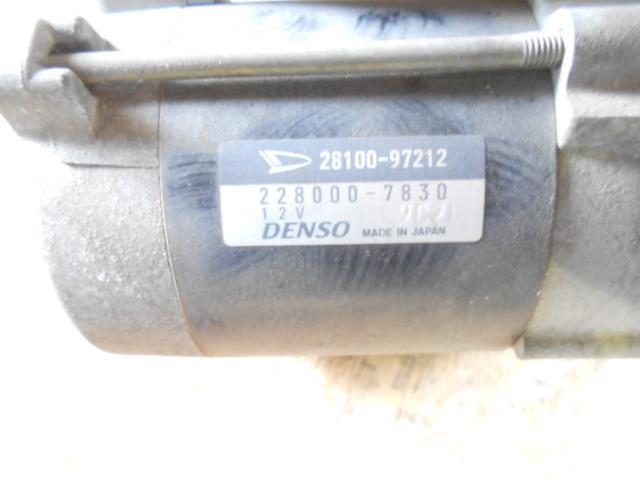 28100-97212
228000-7830
12V
DENSO MADE IN JAPAN